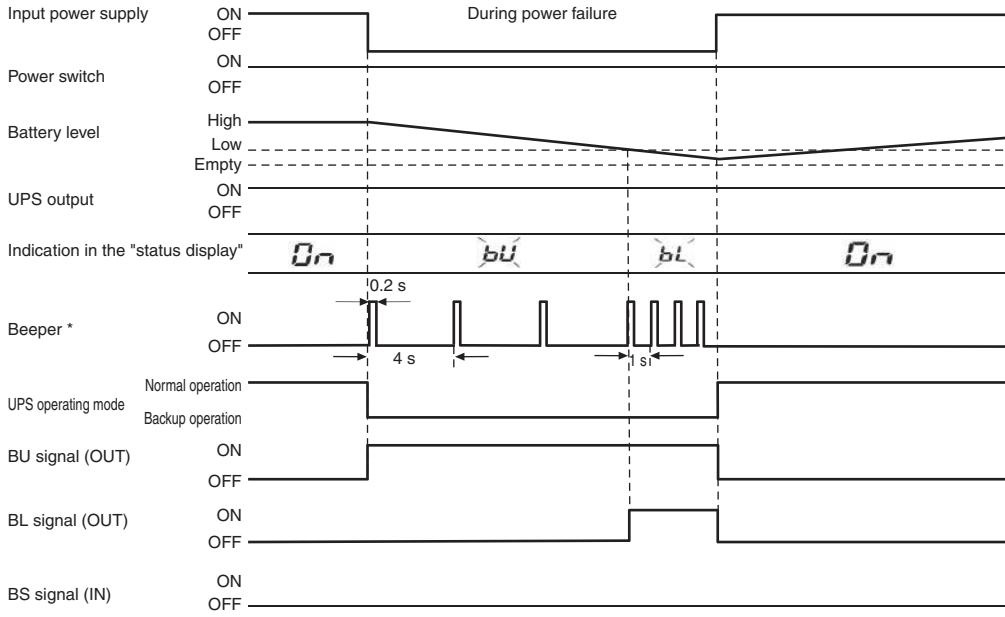 Input power supply ON During power failure
OFF
Power switch ON
OFF
Battery level High
Low
Empty
UPS output ON
OFF
Indication in the "status display" On bU bL On
0.2 s
Beeper * ON
OFF
4 s 1 s
UPS operating mode Normal operation
Backup operation
BU signal (OUT) ON
OFF
BL signal (OUT) ON
OFF
BS signal (IN) ON
OFF